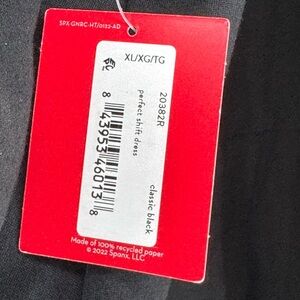 SPX GNRC-HT/0122-AD
XL/XG/TG
20382R
perfect shift dress
classic black
8 43953 46013 8
Made of 100% recycled paper
© 2022 Spanx, LLC